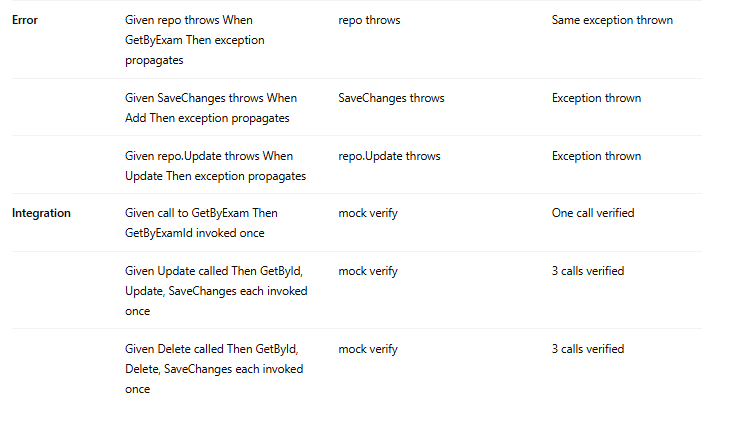 Error
Given repo throws When
GetByExam Then exception
propagates
repo throws
Same exception thrown
Given SaveChanges throws When
Add Then exception propagates
SaveChanges throws
Exception thrown
Given repo.Update throws When
Update Then exception propagates
repo.Update throws
Exception thrown
Integration
Given call to GetByExam Then
GetByExamId invoked once
mock verify
One call verified
Given Update called Then GetById,
Update, SaveChanges each invoked
once
mock verify
3 calls verified
Given Delete called Then GetById,
Delete, SaveChanges each invoked
once
mock verify
3 calls verified